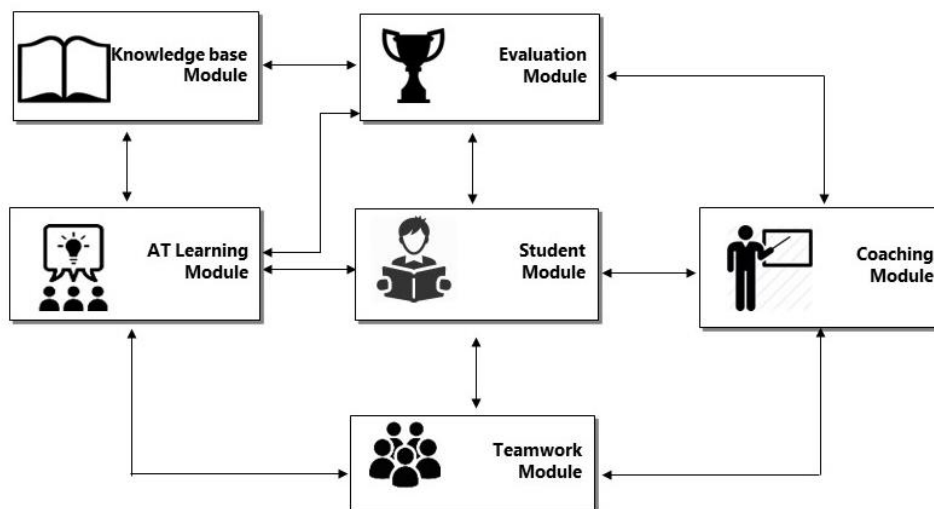 Knowledge base
Module
Evaluation
Module
AT Learning
Module
Student
Module
Coaching
Module
Teamwork
Module